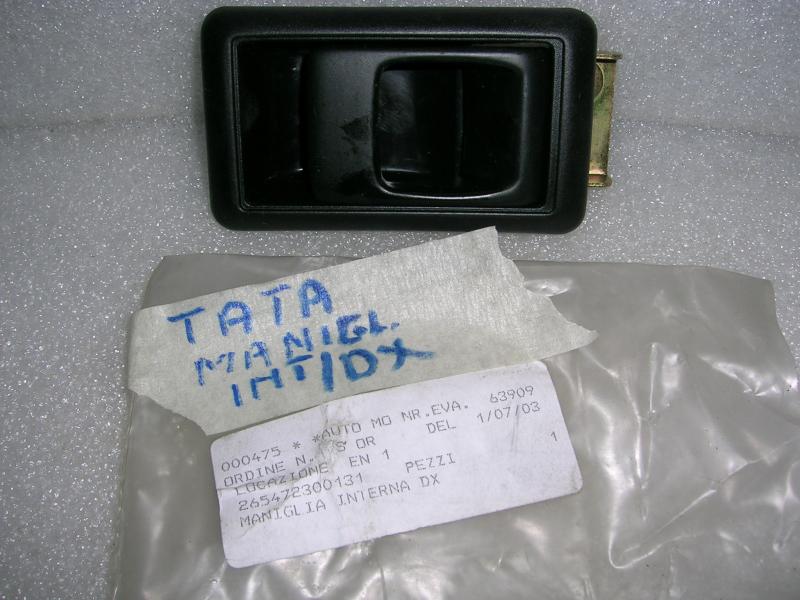 TATA
MANIGL.
INT/DX
000475 * *AUTO MO NR.EVA. 63909
ORDINE N. S OR DEL 1/07/03
LOCAZIONE EN 1 1
265472300131 PEZZI
MANIGLIA INTERNA DX